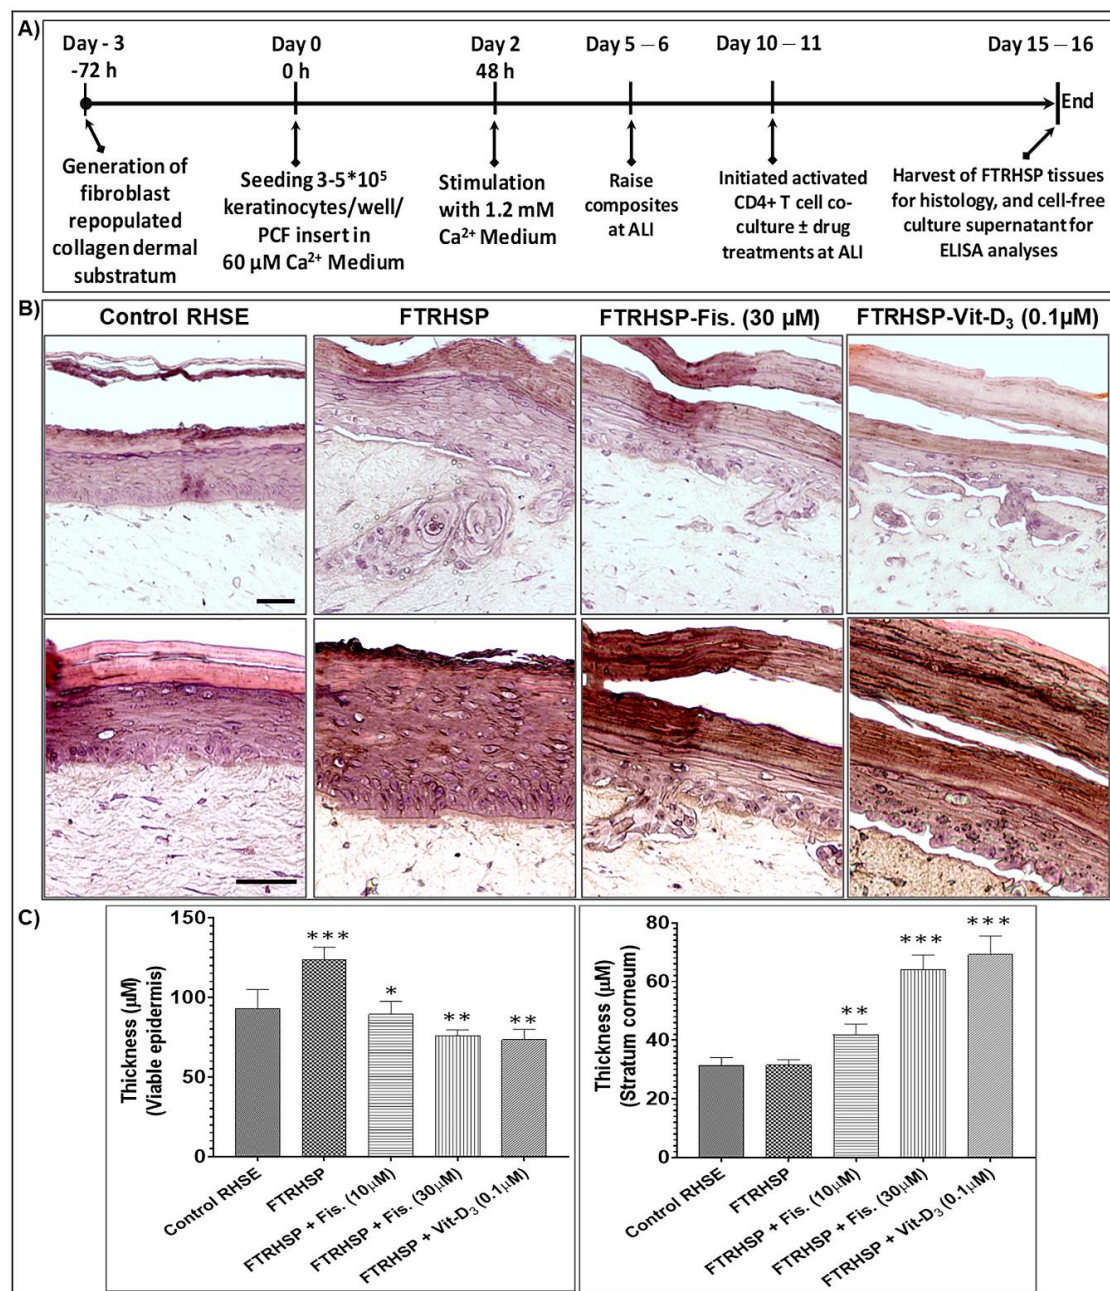 A)
Day - 3
-72 h
Day 0
0 h
Day 2
48 h
Day 5 – 6
Day 10 – 11
Day 15 – 16
End
Generation of
fibroblast
repopulated
collagen dermal
substratum
Seeding 3-5*10⁵
keratinocytes/well/
PCF insert in
60 µM Ca²⁺ Medium
Stimulation
with 1.2 mM
Ca²⁺ Medium
Raise
composites
at ALI
Initiated activated
CD4+ T cell co-
culture ± drug
treatments at ALI
Harvest of FTRHSP tissues
for histology, and cell-free
culture supernatant for
ELISA analyses
B)
Control RHSE
FTRHSP
FTRHSP-Fis. (30 µM)
FTRHSP-Vit-D₃ (0.1µM)
C)
Thickness (µM)
(Viable epidermis)
150
100
50
0
***
*
**
**
Control RHSE
FTRHSP
FTRHSP + Fis. (10µM)
FTRHSP + Fis. (30µM)
FTRHSP + Vit-D₃ (0.1µM)
Thickness (µM)
(Stratum corneum)
80
60
40
20
0
**
***
***
Control RHSE
FTRHSP
FTRHSP + Fis. (10µM)
FTRHSP + Fis. (30µM)
FTRHSP + Vit-D₃ (0.1µM)